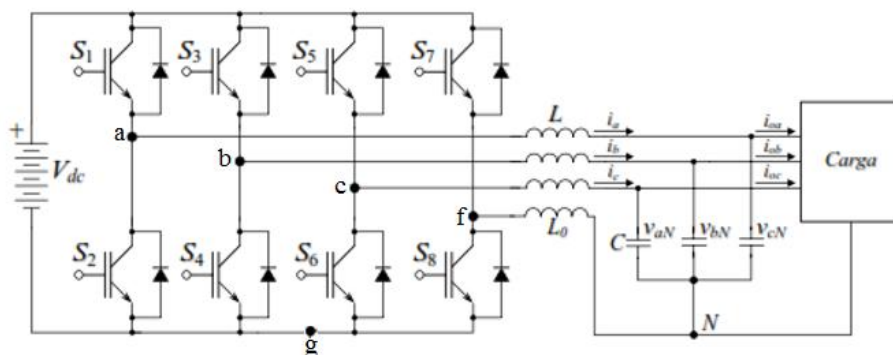 S1 S3 S5 S7
L ia ioa
a
ib iob
b
+
Vdc
ic ioc
c
Carga
f
L0
C vaN vbN vcN
S2 S4 S6 S8
N
g